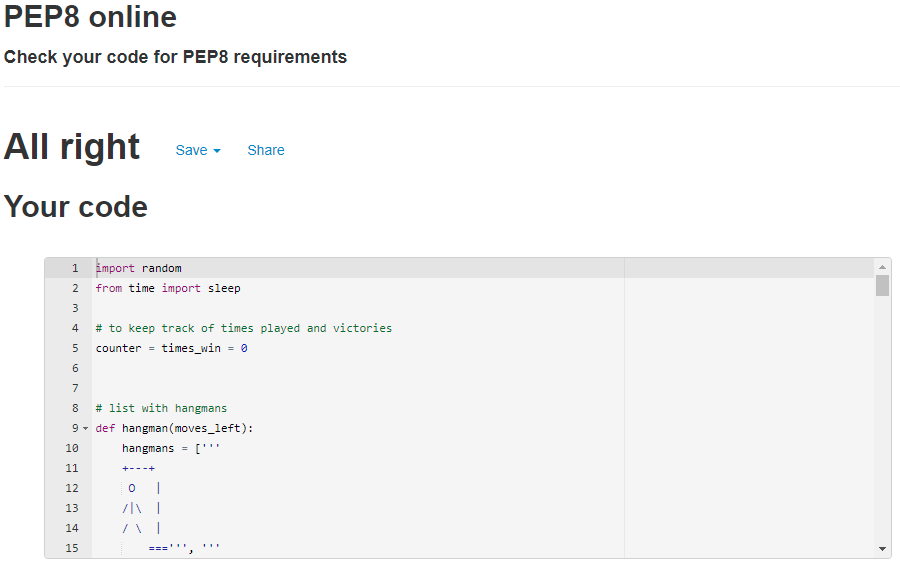 PEP8 online
Check your code for PEP8 requirements
All right Save Share
Your code
1 import random
2 from time import sleep
3
4 # to keep track of times played and victories
5 counter = times_win = 0
6
7
8 # list with hangmans
9 def hangman(moves_left):
10     hangmans = ['''
11     +---+
12      O   |
13     /|\  |
14     / \  |
15         ===''', '''